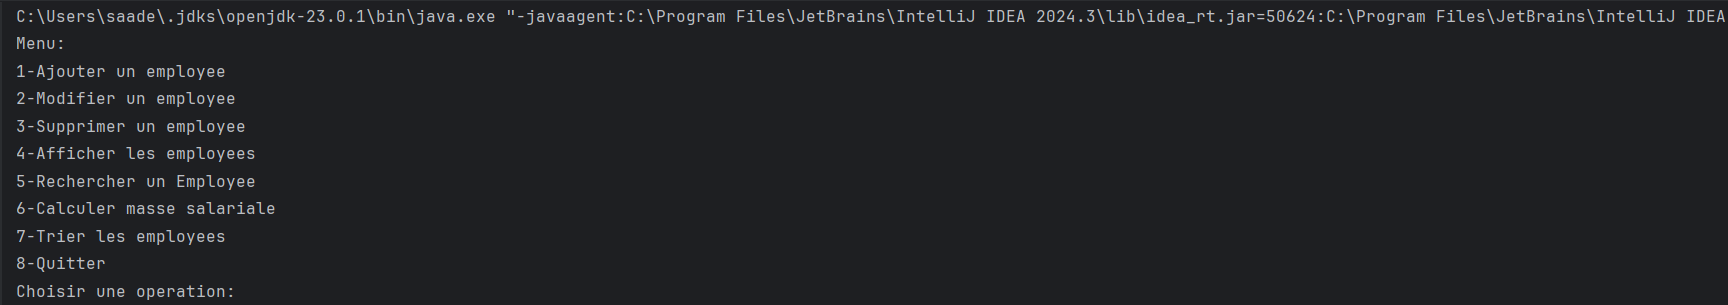 C:\Users\saade\.jdks\openjdk-23.0.1\bin\java.exe "-javaagent:C:\Program Files\JetBrains\IntelliJ IDEA 2024.3\lib\idea_rt.jar=50624:C:\Program Files\JetBrains\IntelliJ IDEA
Menu:
1-Ajouter un employee
2-Modifier un employee
3-Supprimer un employee
4-Afficher les employees
5-Rechercher un Employee
6-Calculer masse salariale
7-Trier les employees
8-Quitter
Choisir une operation: